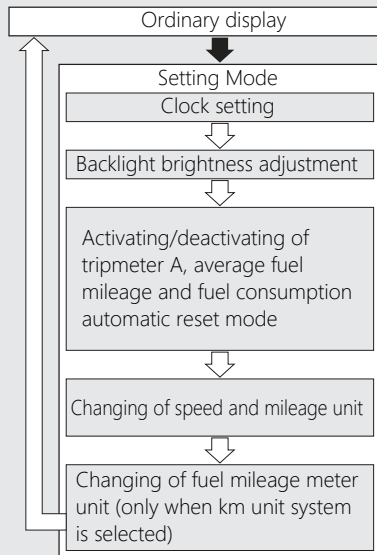 Ordinary display
Setting Mode
Clock setting
Backlight brightness adjustment
Activating/deactivating of
tripmeter A, average fuel
mileage and fuel consumption
automatic reset mode
Changing of speed and mileage unit
Changing of fuel mileage meter
unit (only when km unit system
is selected)